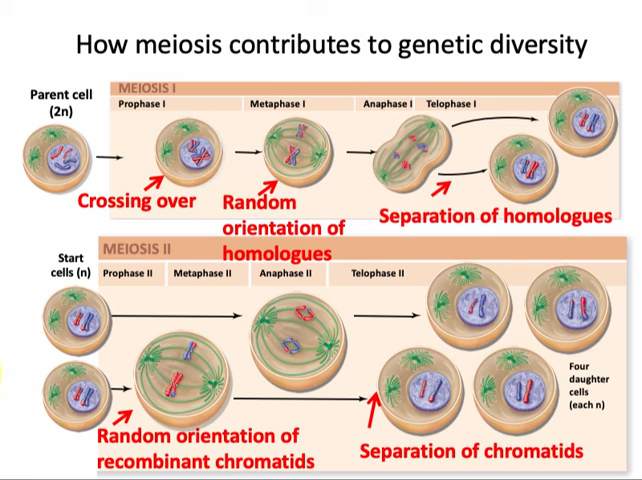 How meiosis contributes to genetic diversity
Parent cell
(2n)
MEIOSIS I
Prophase I
Metaphase I
Anaphase I
Telophase I
Crossing over
Random
orientation of
homologues
Separation of homologues
MEIOSIS II
Start
cells (n)
Prophase II
Metaphase II
Anaphase II
Telophase II
Four
daughter
cells
(each n)
Random orientation of
recombinant chromatids
Separation of chromatids